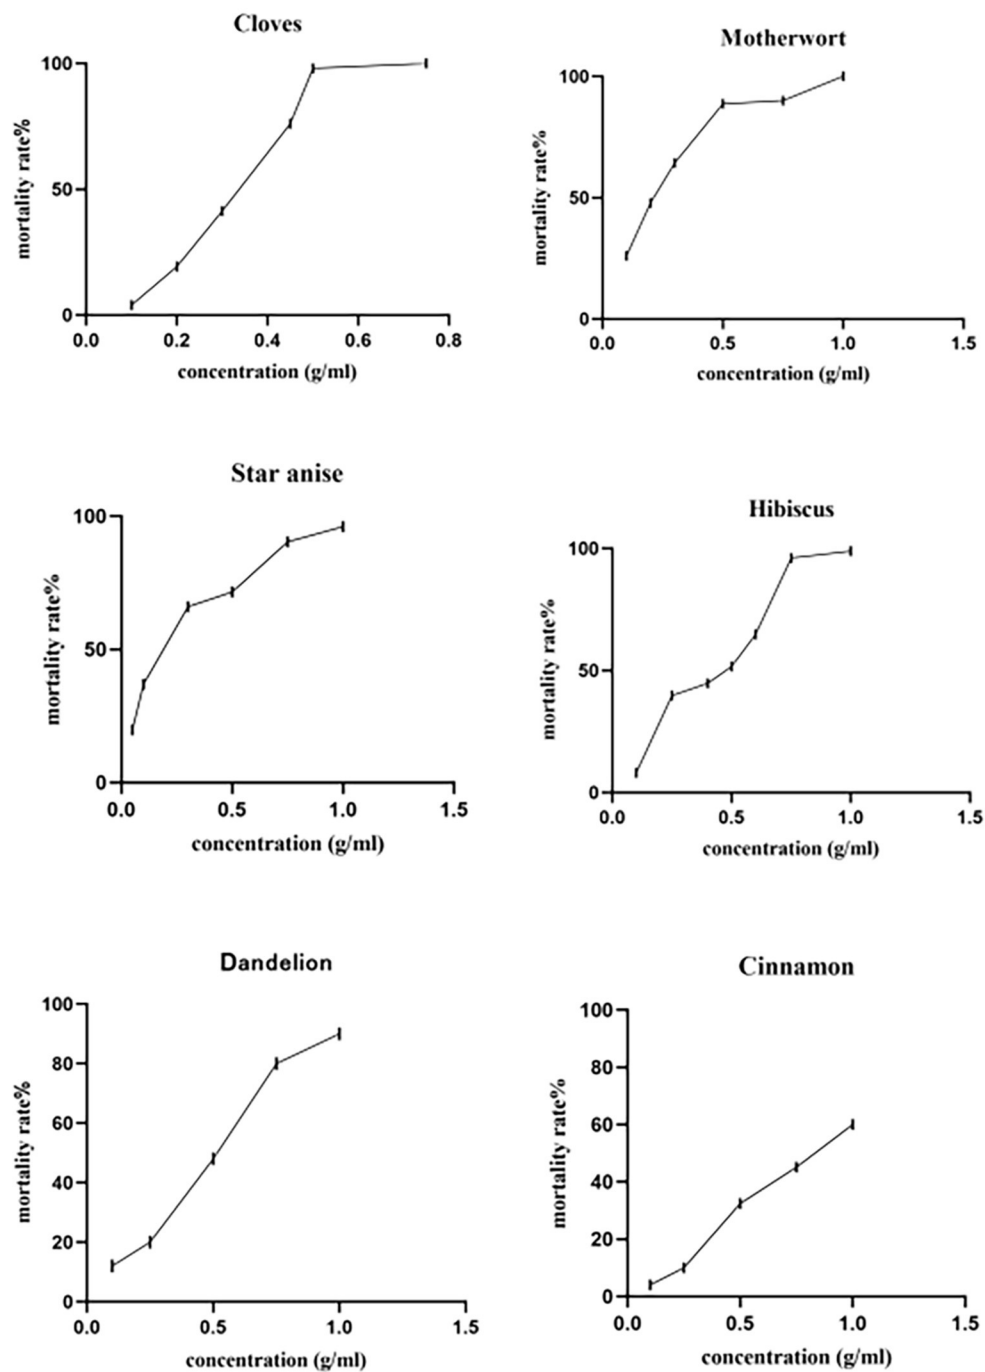 Cloves
100
50
0
0.0 0.2 0.4 0.6 0.8
mortality rate%
concentration (g/ml)
Motherwort
100
50
0
0.0 0.5 1.0 1.5
mortality rate%
concentration (g/ml)
Star anise
100
50
0
0.0 0.5 1.0 1.5
mortality rate%
concentration (g/ml)
Hibiscus
100
50
0
0.0 0.5 1.0 1.5
mortality rate%
concentration (g/ml)
Dandelion
100
80
60
40
20
0
0.0 0.5 1.0 1.5
mortality rate%
concentration (g/ml)
Cinnamon
100
80
60
40
20
0
0.0 0.5 1.0 1.5
mortality rate%
concentration (g/ml)